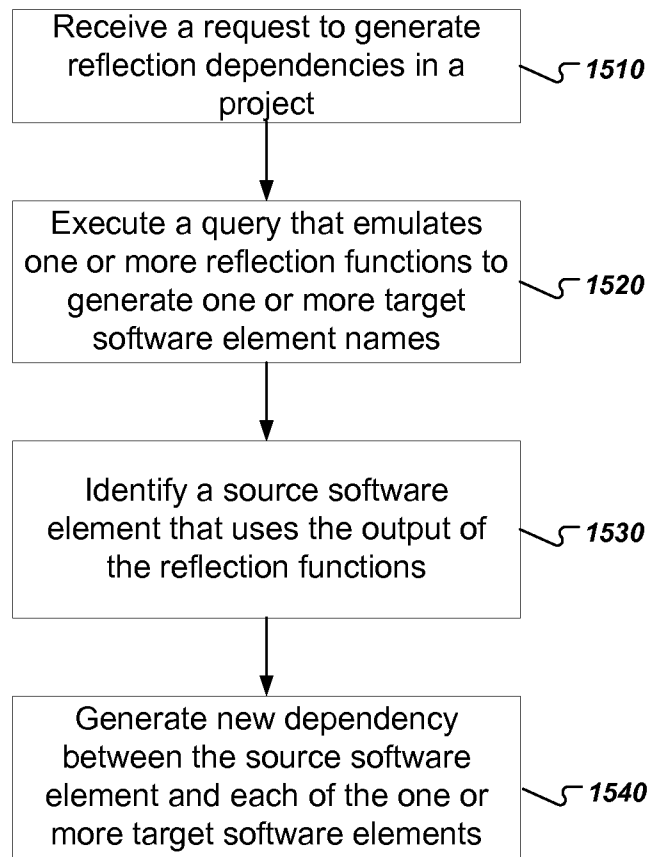 Receive a request to generate
reflection dependencies in a
project
1510
Execute a query that emulates
one or more reflection functions to
generate one or more target
software element names
1520
Identify a source software
element that uses the output of
the reflection functions
1530
Generate new dependency
between the source software
element and each of the one or
more target software elements
1540